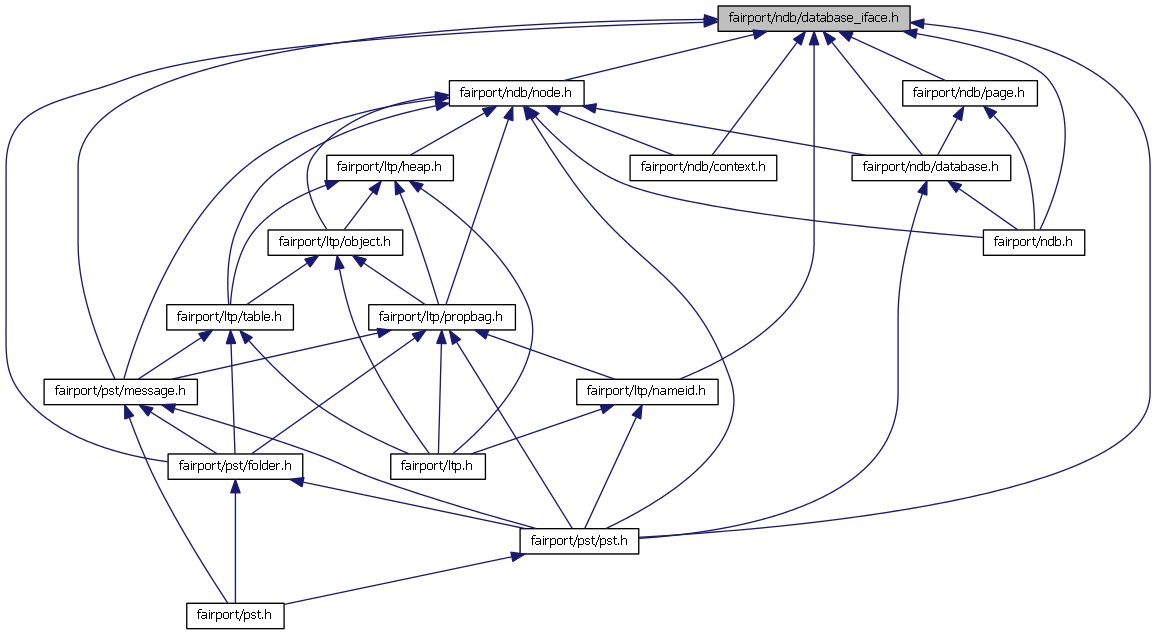 fairport/ndb/database_iface.h
fairport/ndb/node.h
fairport/ndb/page.h
fairport/ltp/heap.h
fairport/ndb/context.h
fairport/ndb/database.h
fairport/ltp/object.h
fairport/ndb.h
fairport/ltp/table.h
fairport/ltp/propbag.h
fairport/pst/message.h
fairport/ltp/nameid.h
fairport/pst/folder.h
fairport/ltp.h
fairport/pst/pst.h
fairport/pst.h